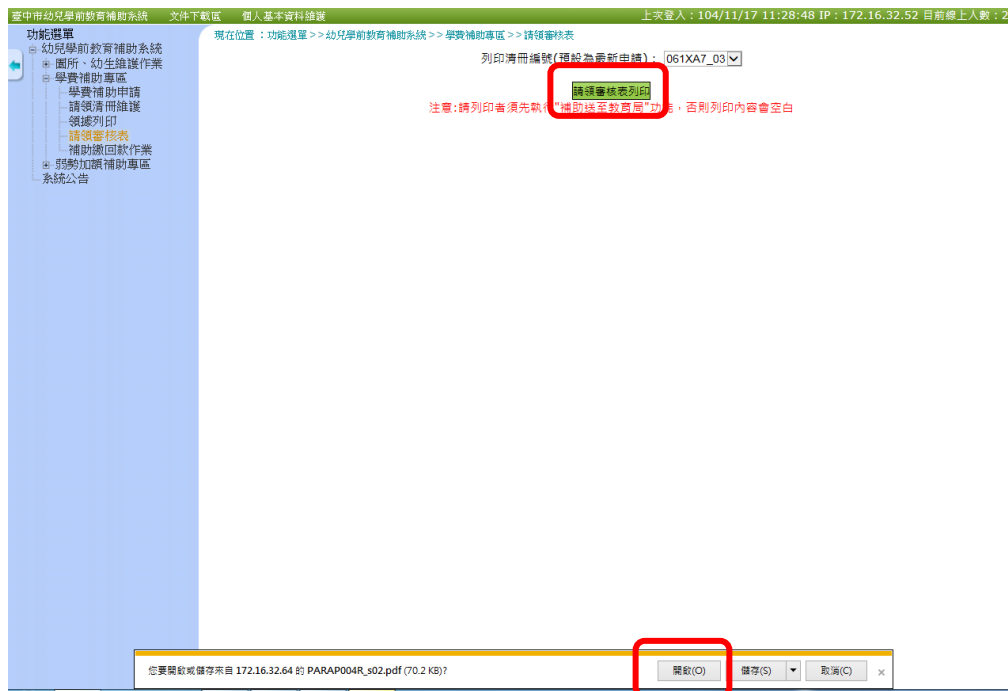 臺中市幼兒學前教育補助系統 文件下載區 個人基本資料維護 上次登入：104/11/17 11:28:48 IP：172.16.32.52 目前線上人數：2
功能選單
幼兒學前教育補助系統
園所、幼生維護作業
學費補助專區
學費補助申請
請領清冊維護
領據列印
請領審核表
補助繳回款作業
弱勢加額補助專區
系統公告
現在位置：功能選單>>幼兒學前教育補助系統>>學費補助專區>>請領審核表
列印清冊編號(預設為最新申請)： 061XA7_03
請領審核表列印
注意:請列印者須先執行"補助送至教育局"功能，否則列印內容會空白
您要開啟或儲存來自 172.16.32.64 的 PARAP004R_s02.pdf (70.2 KB)?
開啟(O) 儲存(S) 取消(C) ×